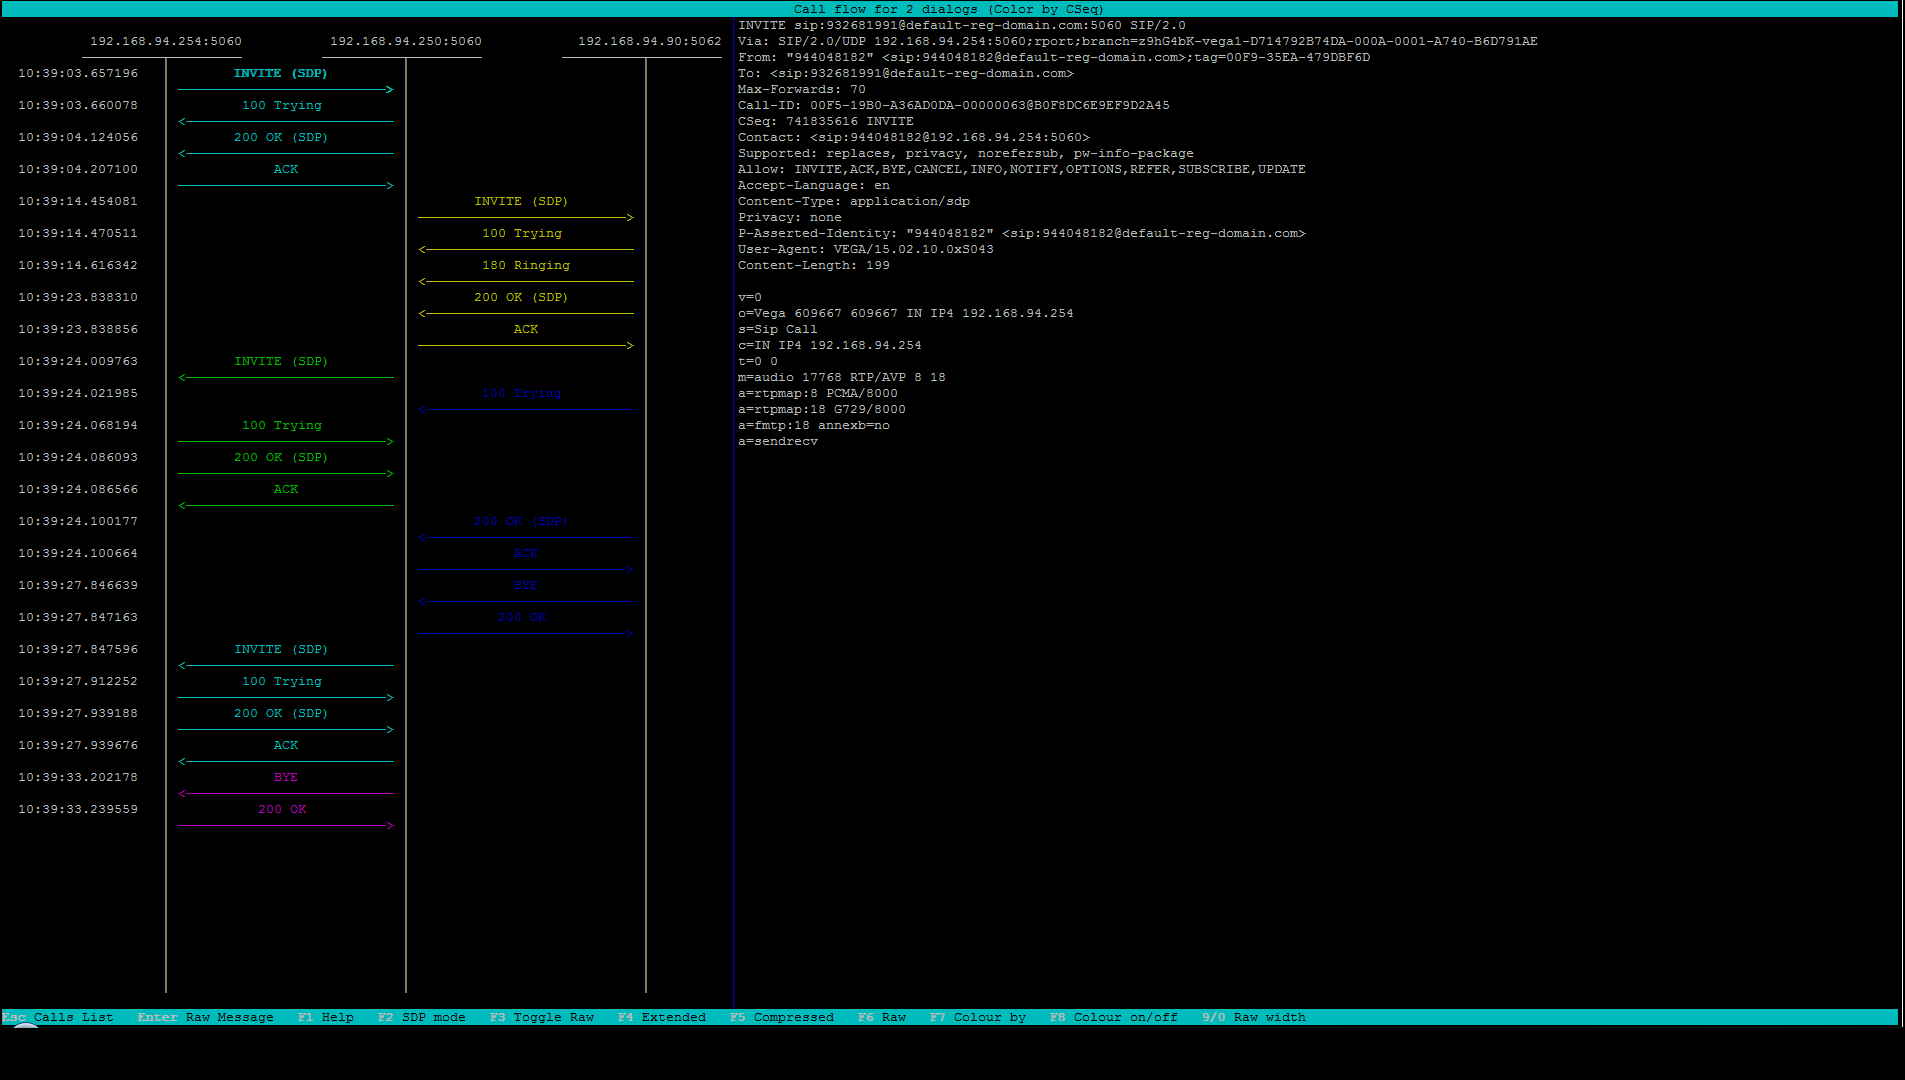 Call flow for 2 dialogs (Color by CSeq)
192.168.94.254:5060 192.168.94.250:5060 192.168.94.90:5062
10:39:03.657196 INVITE (SDP)
10:39:03.660078 100 Trying
10:39:04.124056 200 OK (SDP)
10:39:04.207100 ACK
10:39:14.454081 INVITE (SDP)
10:39:14.470511 100 Trying
10:39:14.616342 180 Ringing
10:39:23.838310 200 OK (SDP)
10:39:23.838856 ACK
10:39:24.009763 INVITE (SDP)
10:39:24.021985 100 Trying
10:39:24.068194 100 Trying
10:39:24.086093 200 OK (SDP)
10:39:24.086566 ACK
10:39:24.100177 200 OK (SDP)
10:39:24.100664 ACK
10:39:27.846639 BYE
10:39:27.847163 200 OK
10:39:27.847596 INVITE (SDP)
10:39:27.912252 100 Trying
10:39:27.939188 200 OK (SDP)
10:39:27.939676 ACK
10:39:33.202178 BYE
10:39:33.239559 200 OK
INVITE sip:932681991@default-reg-domain.com:5060 SIP/2.0
Via: SIP/2.0/UDP 192.168.94.254:5060;rport;branch=z9hG4bK-vega1-D714792B74DA-000A-0001-A740-B6D791AE
From: "944048182" <sip:944048182@default-reg-domain.com>;tag=00F9-35EA-479DBF6D
To: <sip:932681991@default-reg-domain.com>
Max-Forwards: 70
Call-ID: 00F5-19B0-A36AD0DA-00000063@B0F8DC6E9EF9D2A45
CSeq: 741835616 INVITE
Contact: <sip:944048182@192.168.94.254:5060>
Supported: replaces, privacy, norefersub, pw-info-package
Allow: INVITE,ACK,BYE,CANCEL,INFO,NOTIFY,OPTIONS,REFER,SUBSCRIBE,UPDATE
Accept-Language: en
Content-Type: application/sdp
Privacy: none
P-Asserted-Identity: "944048182" <sip:944048182@default-reg-domain.com>
User-Agent: VEGA/15.02.10.0xS043
Content-Length: 199
v=0
o=Vega 609667 609667 IN IP4 192.168.94.254
s=Sip Call
c=IN IP4 192.168.94.254
t=0 0
m=audio 17768 RTP/AVP 8 18
a=rtpmap:8 PCMA/8000
a=rtpmap:18 G729/8000
a=fmtp:18 annexb=no
a=sendrecv
Esc Calls List Enter Raw Message F1 Help F2 SDP mode F3 Toggle Raw F4 Extended F5 Compressed F6 Raw F7 Colour by F8 Colour on/off 9/0 Raw width